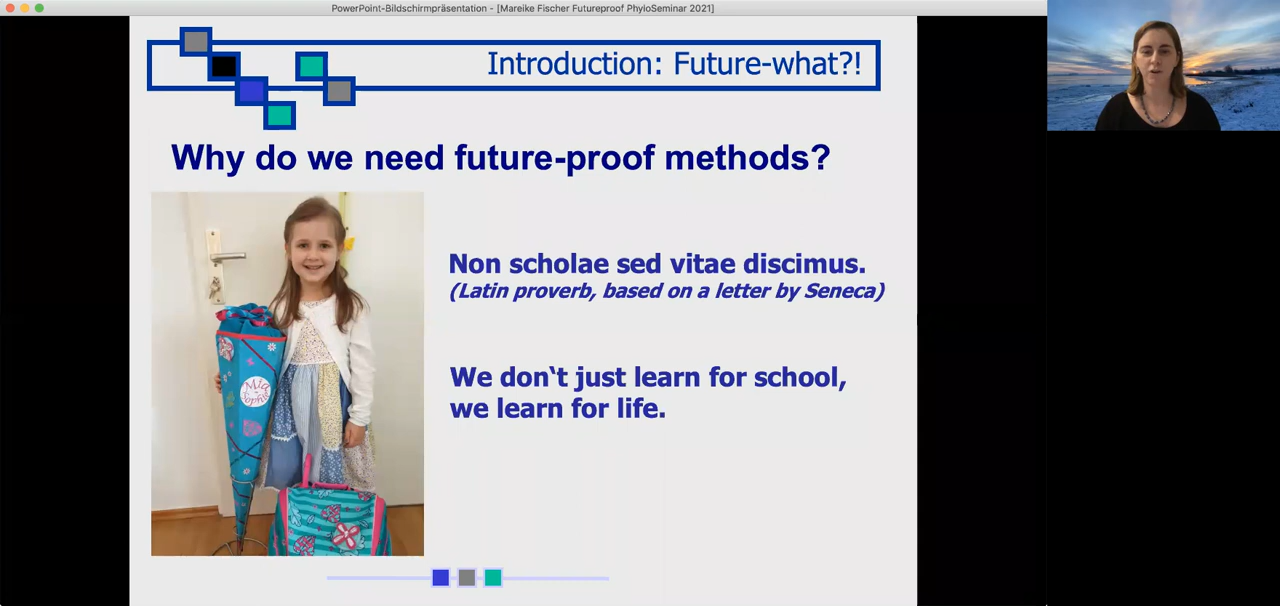 PowerPoint-Bildschirmpräsentation - [Mareike Fischer Futureproof PhyloSeminar 2021]
Introduction: Future-what?!
Why do we need future-proof methods?
Non scholae sed vitae discimus.
(Latin proverb, based on a letter by Seneca)
We don‘t just learn for school,
we learn for life.
Mia
Sophie